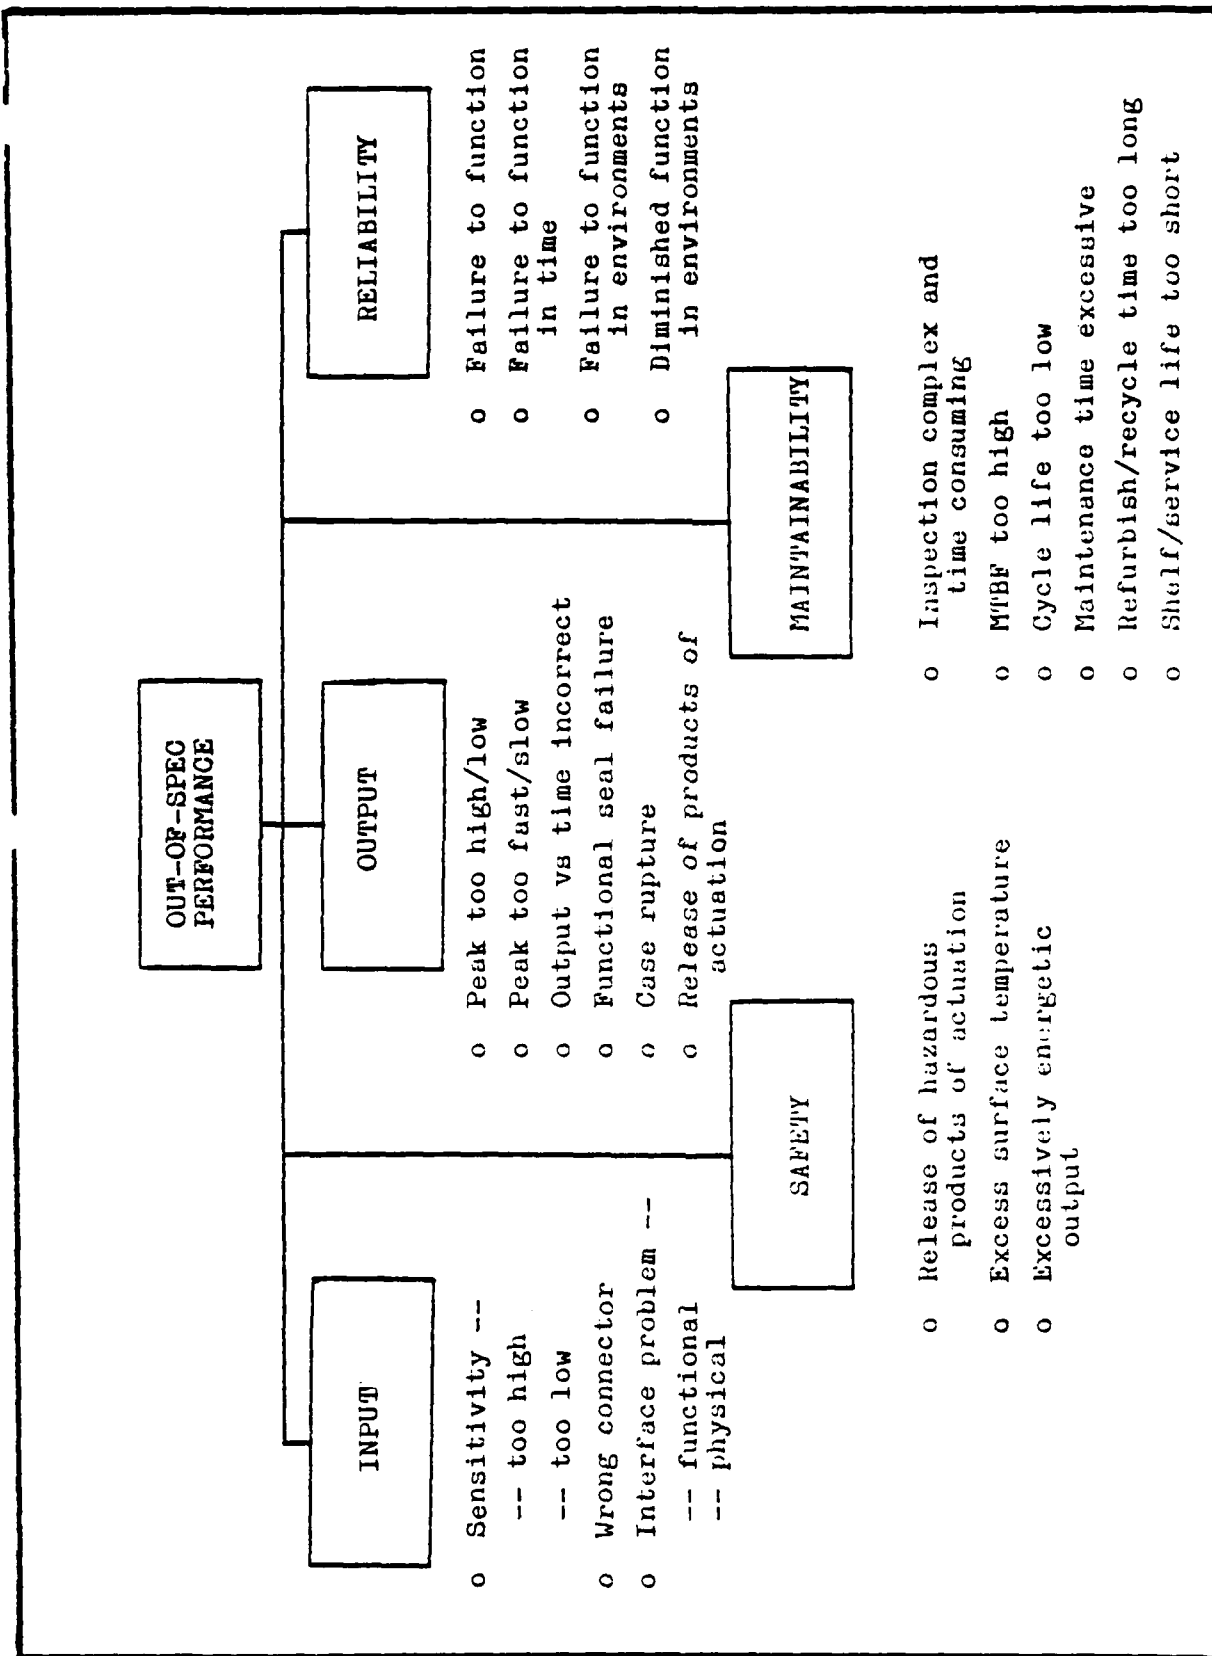 OUT-OF-SPEC
PERFORMANCE
INPUT
o Sensitivity --
-- too high
-- too low
o Wrong connector
o Interface problem --
-- functional
-- physical
SAFETY
o Release of hazardous
products of actuation
o Excess surface temperature
o Excessively energetic
output
OUTPUT
o Peak too high/low
o Peak too fast/slow
o Output vs time incorrect
o Functional seal failure
o Case rupture
o Release of products of
actuation
MAINTAINABILITY
o Inspection complex and
time consuming
o MTBF too high
o Cycle life too low
o Maintenance time excessive
o Refurbish/recycle time too long
o Shelf/service life too short
RELIABILITY
o Failure to function
o Failure to function
in time
o Failure to function
in environments
o Diminished function
in environments